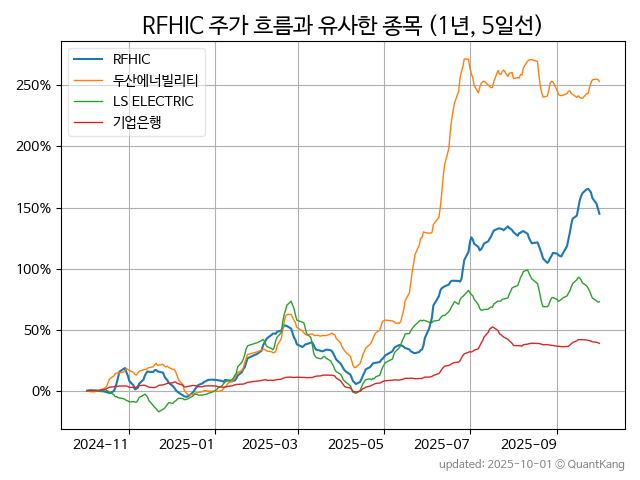 RFHIC 주가 흐름과 유사한 종목 (1년, 5일선)
RFHIC
두산에너빌리티
LS ELECTRIC
기업은행
250%
200%
150%
100%
50%
0%
2024-11
2025-01
2025-03
2025-05
2025-07
2025-09
updated: 2025-10-01 © QuantKang